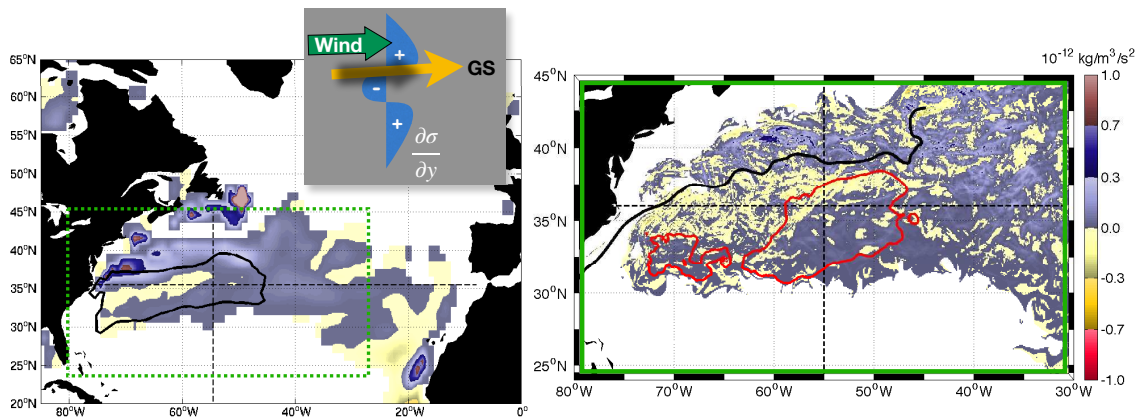 Wind
+
GS
-
+
∂σ
∂y
65°N
60°N
55°N
50°N
45°N
40°N
35°N
30°N
25°N
20°N
80°W
60°W
40°W
20°W
0°
10⁻¹² kg/m³/s²
45°N
40°N
35°N
30°N
25°N
80°W
70°W
60°W
50°W
40°W
30°W
1.0
0.7
0.3
0.0
-0.3
-0.7
-1.0